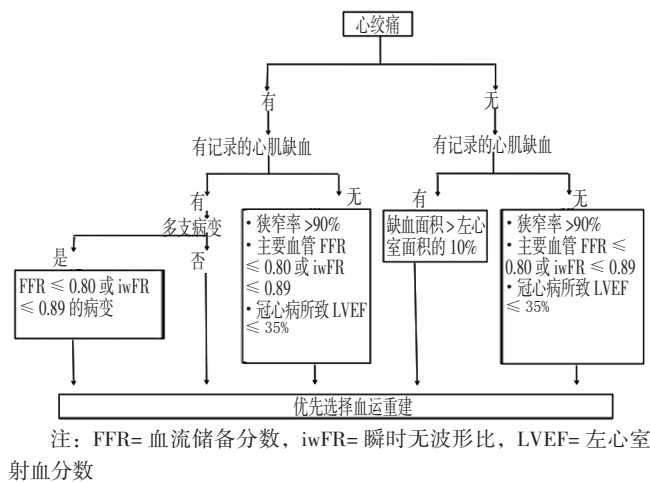 心绞痛
有
无
有记录的心肌缺血
有记录的心肌缺血
有
无
有
无
多支病变
是
否
FFR ≤ 0.80 或 iwFR
≤ 0.89 的病变
• 狭窄率 >90%
• 主要血管 FFR
≤ 0.80 或 iwFR
≤ 0.89
• 冠心病所致 LVEF
≤ 35%
缺血面积 > 左心
室面积的 10%
• 狭窄率 >90%
• 主要血管 FFR ≤
0.80 或 iwFR ≤ 0.89
• 冠心病所致 LVEF
≤ 35%
优先选择血运重建
注：FFR= 血流储备分数，iwFR= 瞬时无波形比，LVEF= 左心室
射血分数